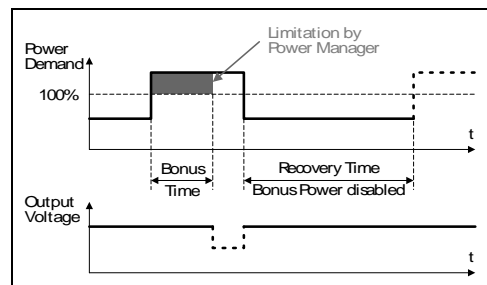 Limitation by
Power Manager
Power
Demand
100%
t
Bonus
Time
Recovery Time
Bonus Power disabled
Output
Voltage
t